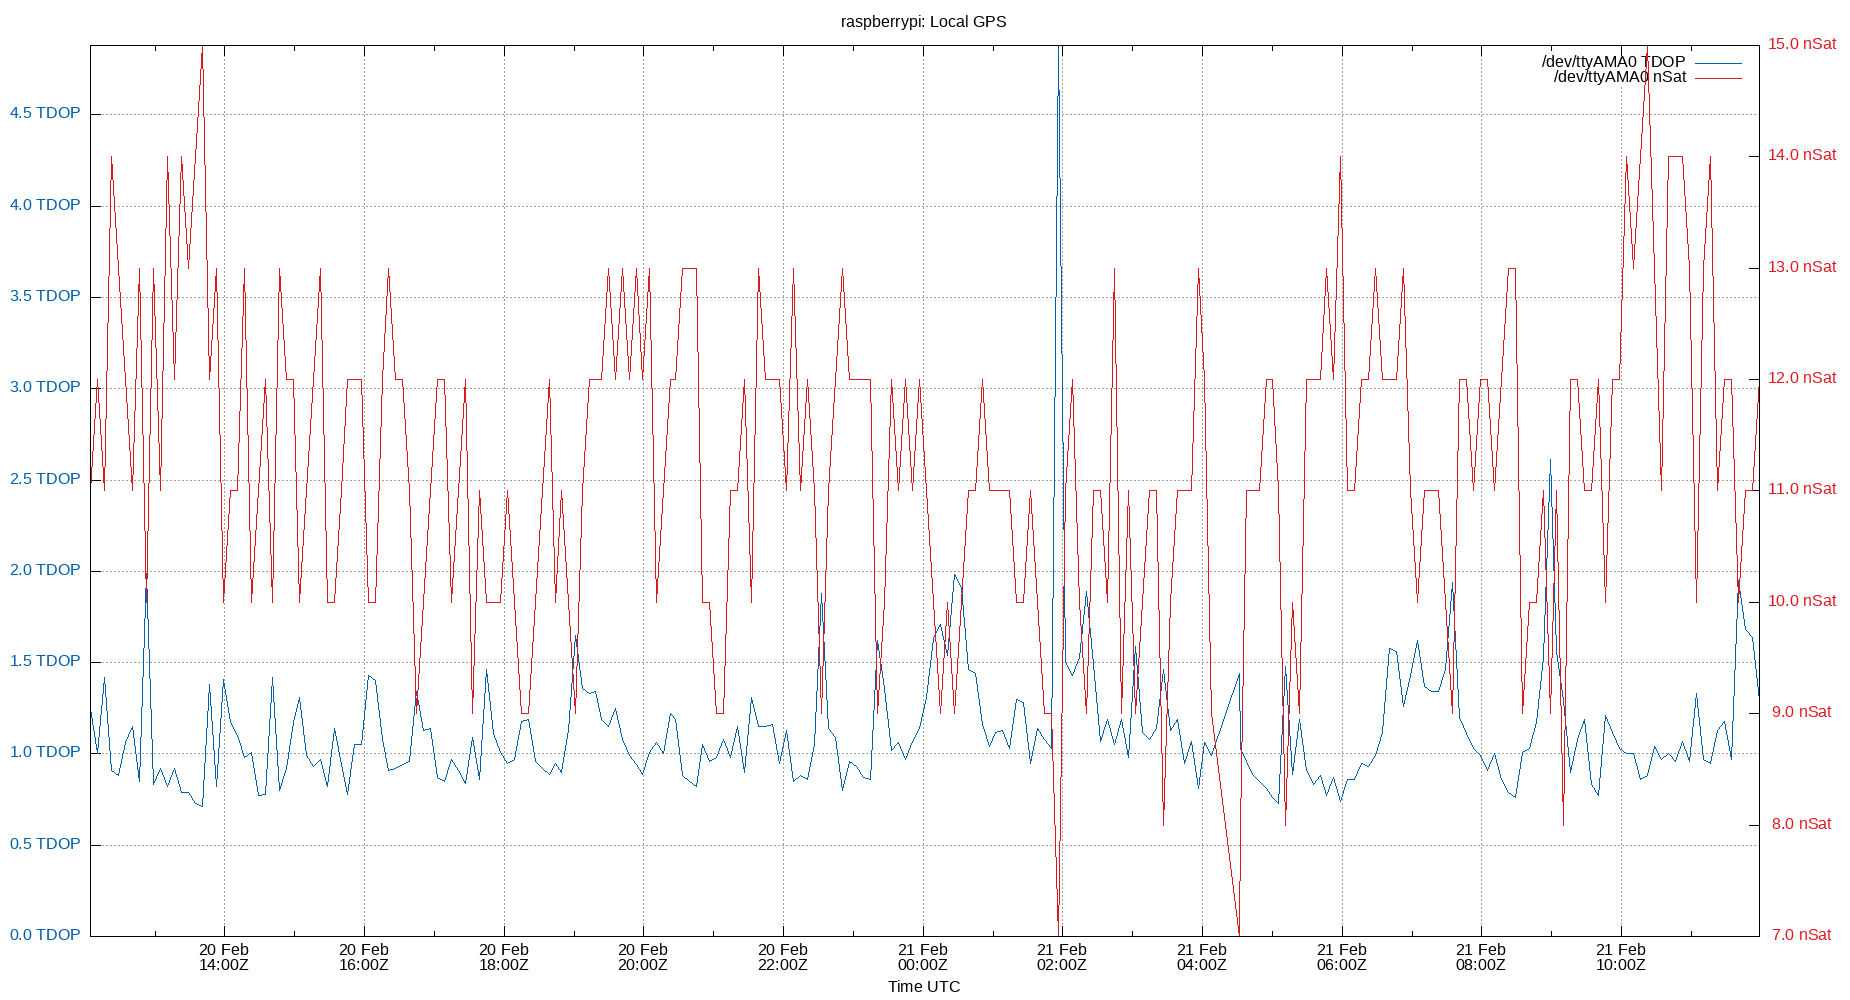 raspberrypi: Local GPS
/dev/ttyAMA0 TDOP
/dev/ttyAMA0 nSat
4.5 TDOP
4.0 TDOP
3.5 TDOP
3.0 TDOP
2.5 TDOP
2.0 TDOP
1.5 TDOP
1.0 TDOP
0.5 TDOP
0.0 TDOP
15.0 nSat
14.0 nSat
13.0 nSat
12.0 nSat
11.0 nSat
10.0 nSat
9.0 nSat
8.0 nSat
7.0 nSat
20 Feb 20 Feb 20 Feb 20 Feb 20 Feb 21 Feb 21 Feb 21 Feb 21 Feb 21 Feb 21 Feb
14:00Z 16:00Z 18:00Z 20:00Z 22:00Z 00:00Z 02:00Z 04:00Z 06:00Z 08:00Z 10:00Z
Time UTC